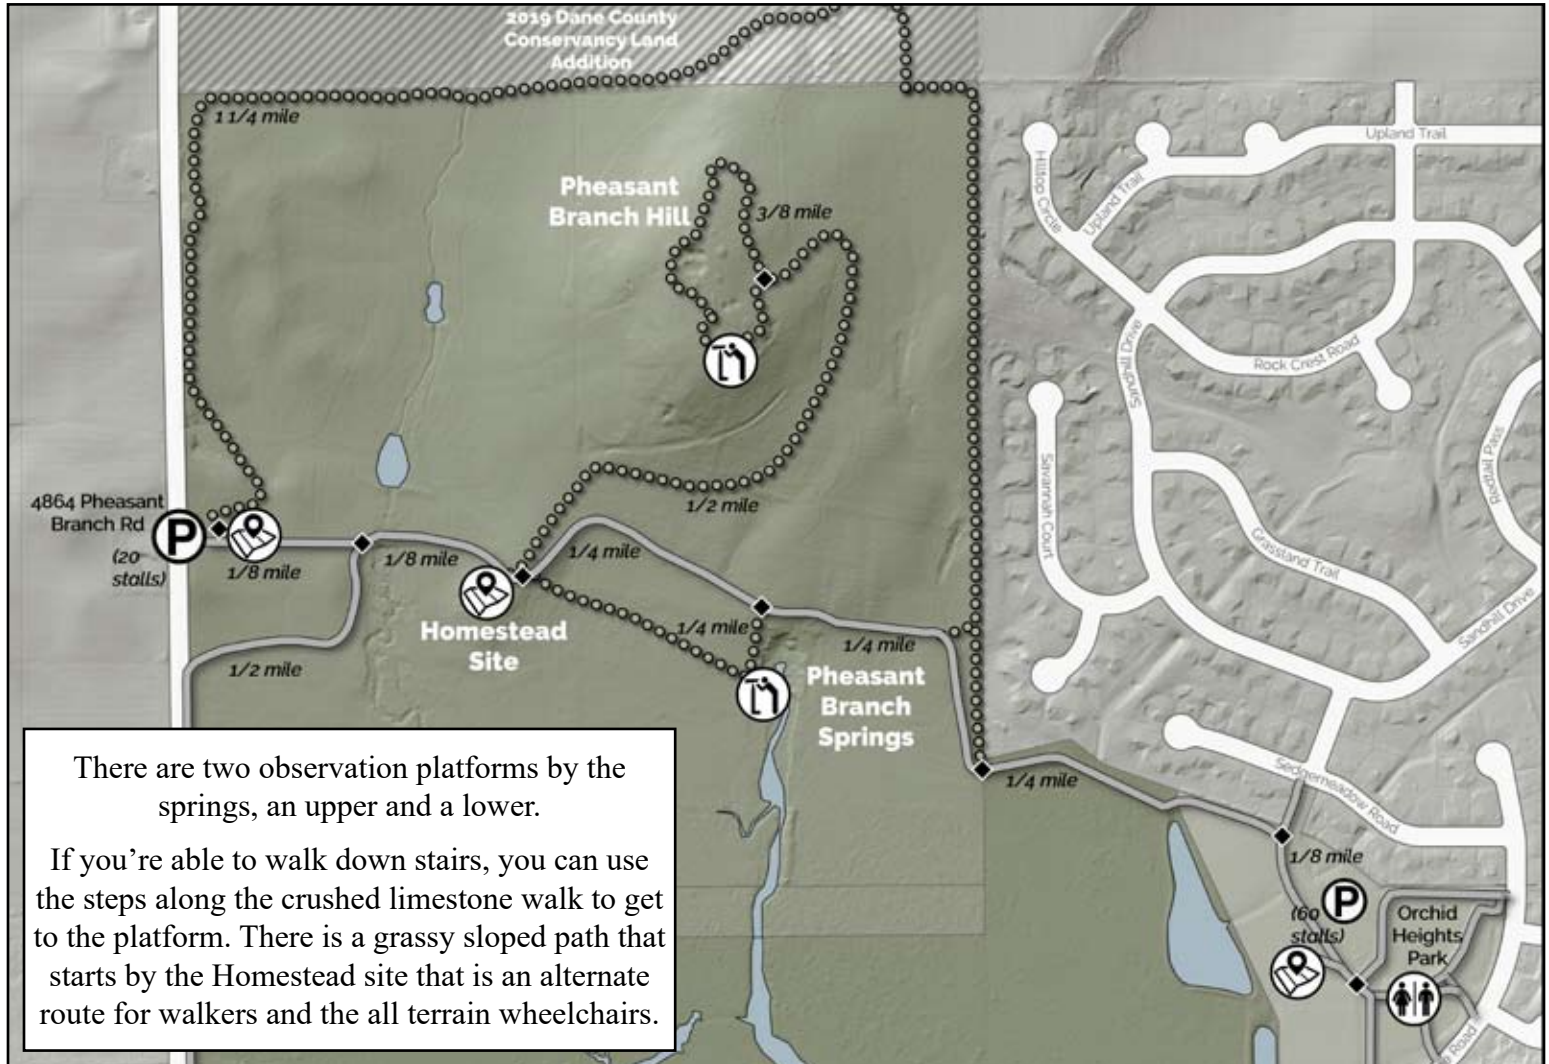 2019 Dane County
Conservancy Land
Addition
1 1/4 mile
Pheasant
Branch Hill
3/8 mile
Upland Trail
Hilltop Circle
Upland Trail
Sandhill Drive
Rock Crest Road
Redtail Pass
Savannah Court
Grassland Trail
Sandhill Drive
1/2 mile
4864 Pheasant
Branch Rd
P
(20
stalls)
1/8 mile
1/8 mile
1/4 mile
Homestead
Site
1/4 mile
1/4 mile
1/2 mile
Pheasant
Branch
Springs
1/4 mile
Sedgemeadow Road
1/8 mile
P
(60
stalls)
Orchid
Heights
Park
Road
There are two observation platforms by the
springs, an upper and a lower.
If you’re able to walk down stairs, you can use
the steps along the crushed limestone walk to get
to the platform. There is a grassy sloped path that
starts by the Homestead site that is an alternate
route for walkers and the all terrain wheelchairs.